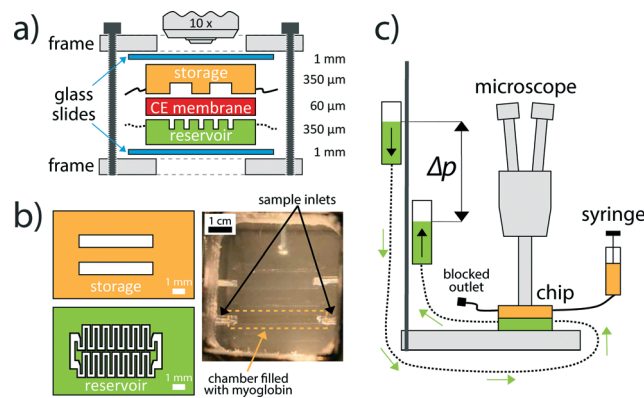 a)
10 x
frame
storage
1 mm
350 µm
glass
slides
CE membrane
60 µm
reservoir
350 µm
1 mm
frame
b)
storage
1 mm
reservoir
1 mm
1 cm
sample inlets
chamber filled
with myoglobin
c)
microscope
Δp
syringe
blocked
outlet
chip